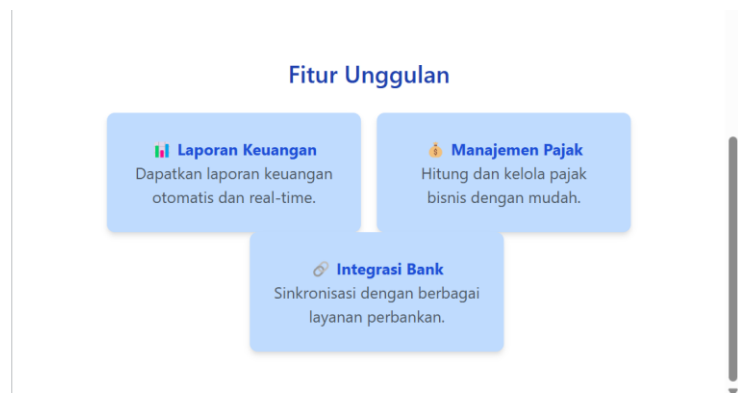 Fitur Unggulan
📊 Laporan Keuangan
Dapatkan laporan keuangan
otomatis dan real-time.
💰 Manajemen Pajak
Hitung dan kelola pajak
bisnis dengan mudah.
🔗 Integrasi Bank
Sinkronisasi dengan berbagai
layanan perbankan.